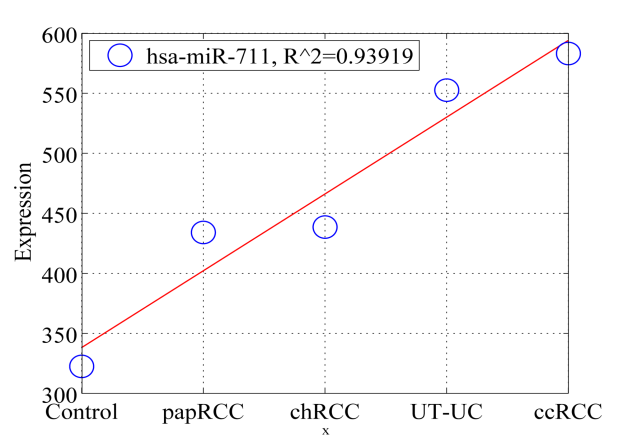 600
hsa-miR-711, R^2=0.93919
550
500
450
400
350
300
Expression
Control papRCC chRCC UT-UC ccRCC
x